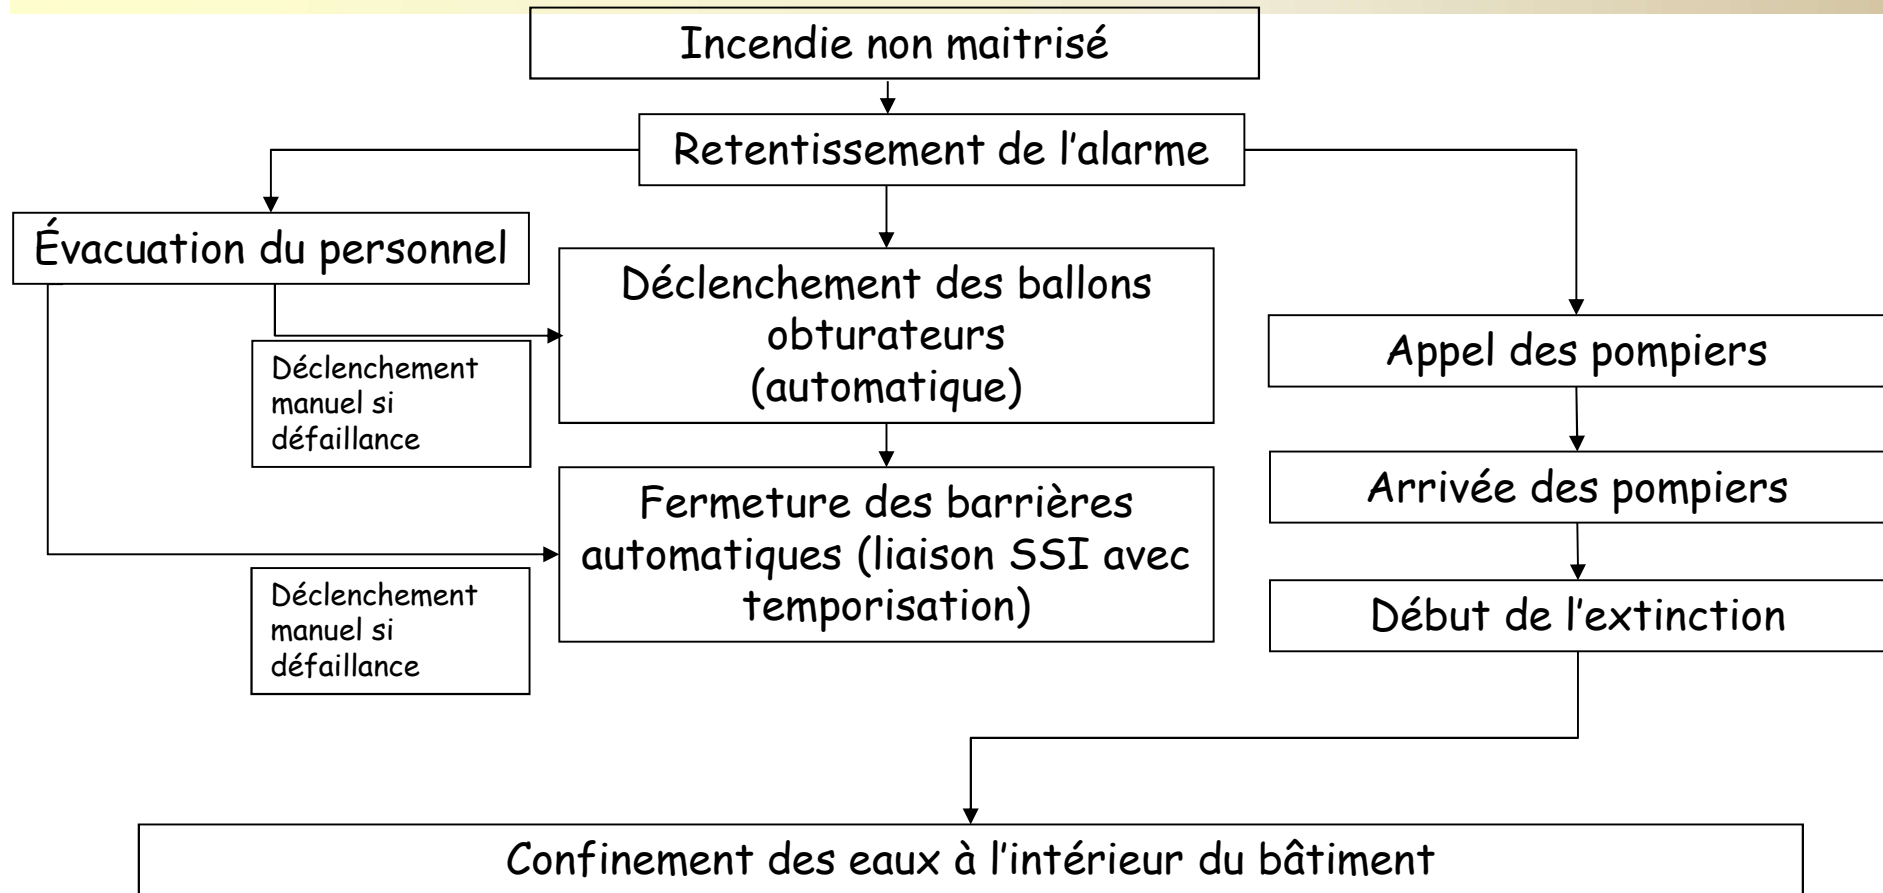 Incendie non maitrisé
Retentissement de l'alarme
Évacuation du personnel
Déclenchement des ballons
obturateurs
(automatique)
Déclenchement
manuel si
défaillance
Appel des pompiers
Arrivée des pompiers
Fermeture des barrières
automatiques (liaison SSI avec
temporisation)
Déclenchement
manuel si
défaillance
Début de l'extinction
Confinement des eaux à l'intérieur du bâtiment